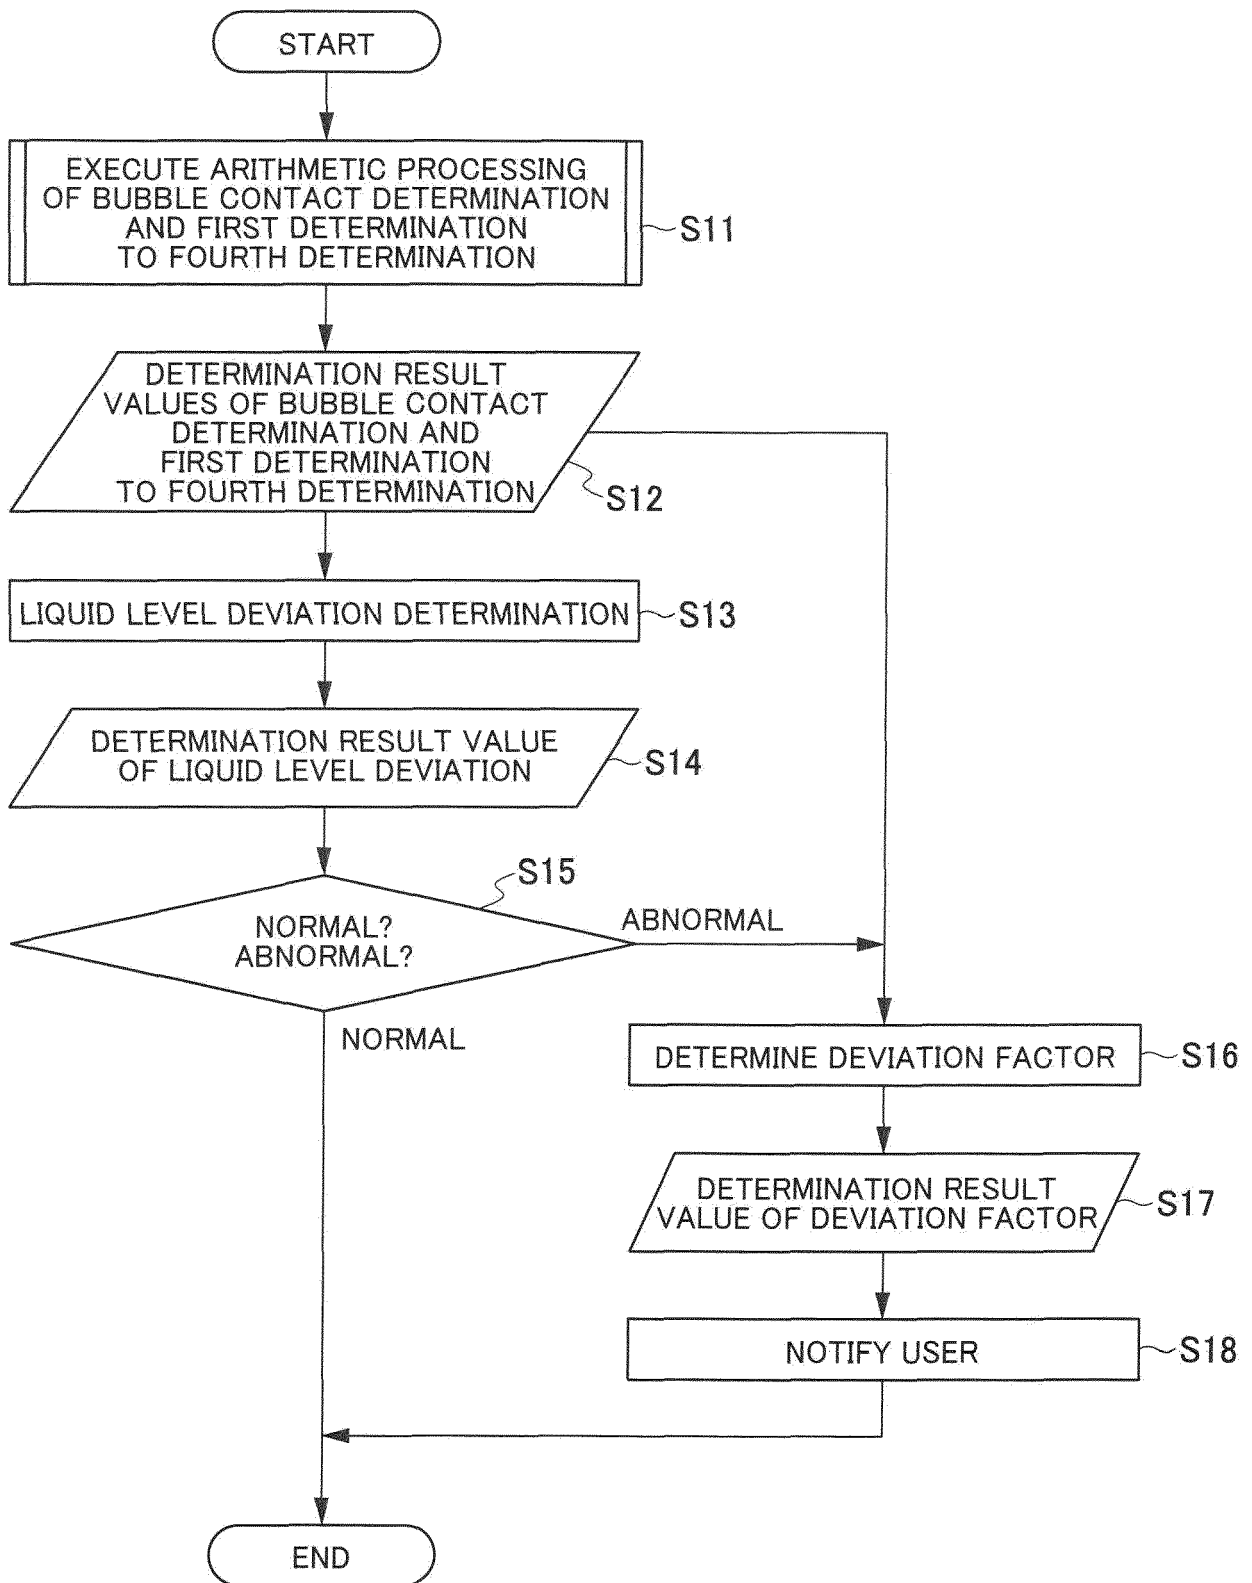 START
EXECUTE ARITHMETIC PROCESSING
OF BUBBLE CONTACT DETERMINATION
AND FIRST DETERMINATION
TO FOURTH DETERMINATION
S11
DETERMINATION RESULT
VALUES OF BUBBLE CONTACT
DETERMINATION AND
FIRST DETERMINATION
TO FOURTH DETERMINATION
S12
LIQUID LEVEL DEVIATION DETERMINATION
S13
DETERMINATION RESULT VALUE
OF LIQUID LEVEL DEVIATION
S14
S15
NORMAL?
ABNORMAL?
ABNORMAL
NORMAL
DETERMINE DEVIATION FACTOR
S16
DETERMINATION RESULT
VALUE OF DEVIATION FACTOR
S17
NOTIFY USER
S18
END